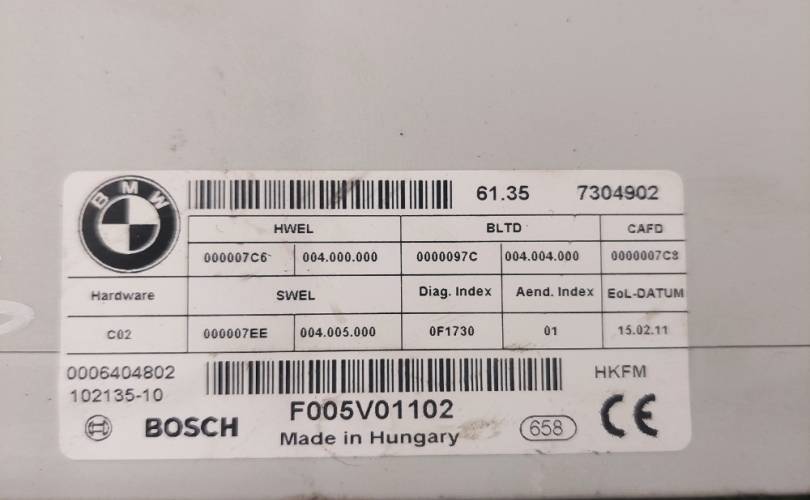 BMW 61.35 7304902
HWEL BLTD CAFD
000007C6 004.000.000 0000097C 004.004.000 0000007C8
Hardware SWEL Diag. Index Aend. Index EoL-DATUM
C02 000007EE 004.005.000 0F1730 01 15.02.11
0006404802 HKFM
102135-10
F005V01102
BOSCH Made in Hungary 658 CE